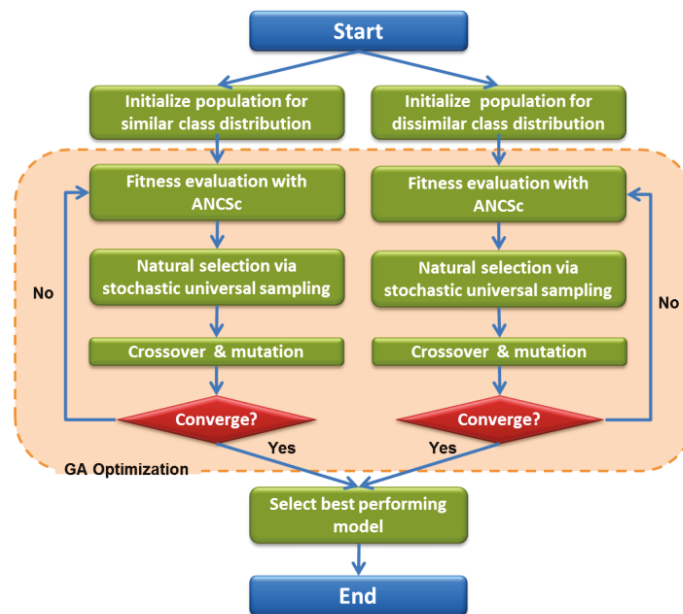 Start
Initialize population for
similar class distribution
Initialize population for
dissimilar class distribution
Fitness evaluation with
ANCSc
Fitness evaluation with
ANCSc
Natural selection via
stochastic universal sampling
Natural selection via
stochastic universal sampling
No
No
Crossover & mutation
Crossover & mutation
Converge?
Converge?
Yes
Yes
GA Optimization
Select best performing
model
End